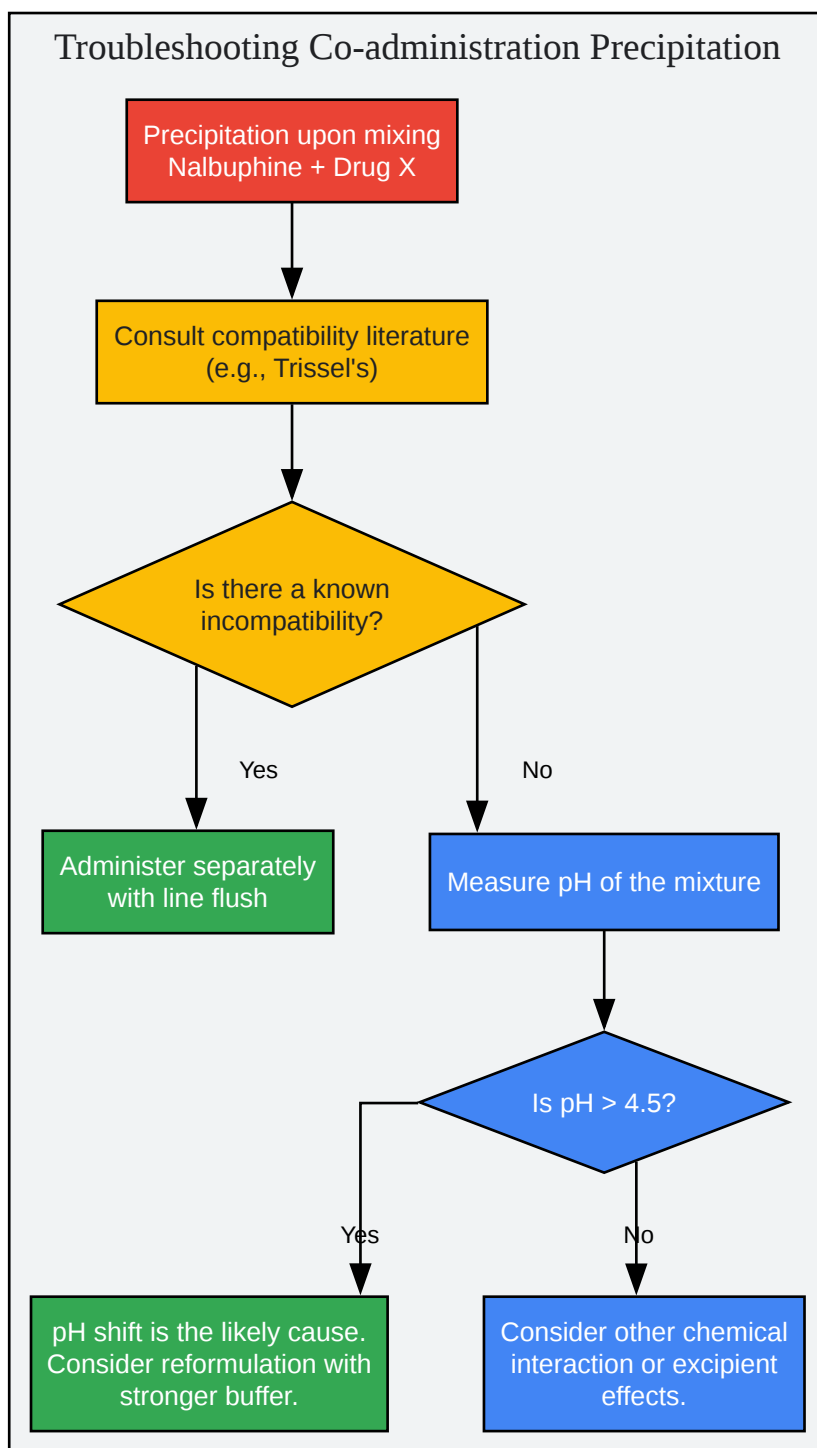 Troubleshooting Co-administration Precipitation
Precipitation upon mixing
Nalbuphine + Drug X
Consult compatibility literature
(e.g., Trissel's)
Is there a known
incompatibility?
Yes
No
Administer separately
with line flush
Measure pH of the mixture
Is pH > 4.5?
Yes
No
pH shift is the likely cause.
Consider reformulation with
stronger buffer.
Consider other chemical
interaction or excipient
effects.